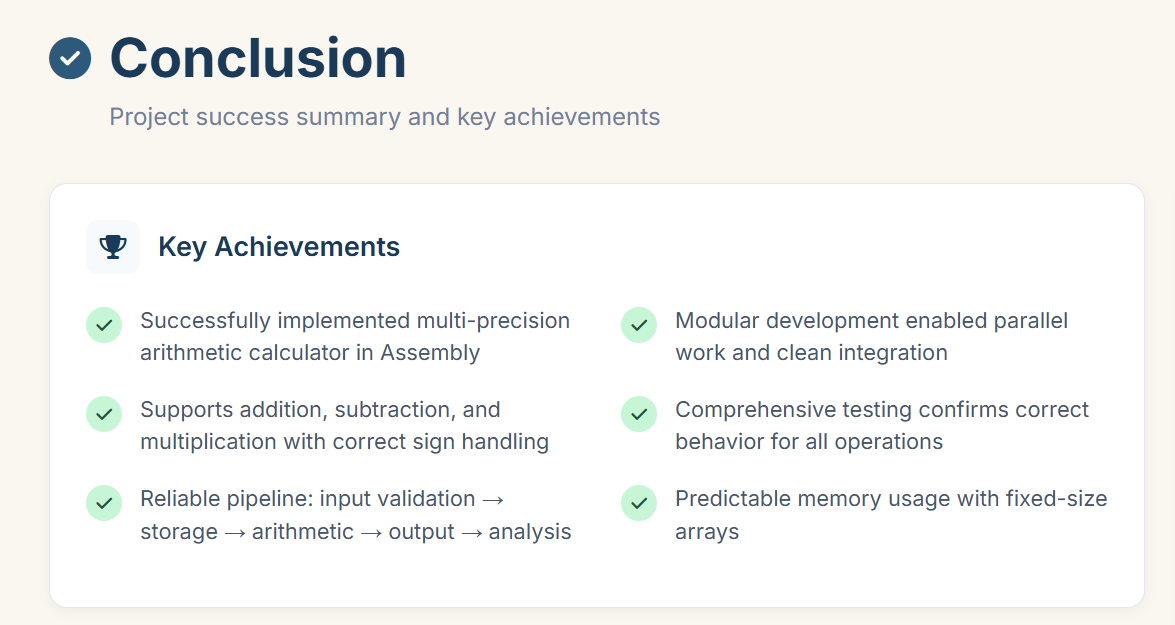 Conclusion
Project success summary and key achievements
Key Achievements
Successfully implemented multi-precision
arithmetic calculator in Assembly
Supports addition, subtraction, and
multiplication with correct sign handling
Reliable pipeline: input validation →
storage → arithmetic → output → analysis
Modular development enabled parallel
work and clean integration
Comprehensive testing confirms correct
behavior for all operations
Predictable memory usage with fixed-size
arrays